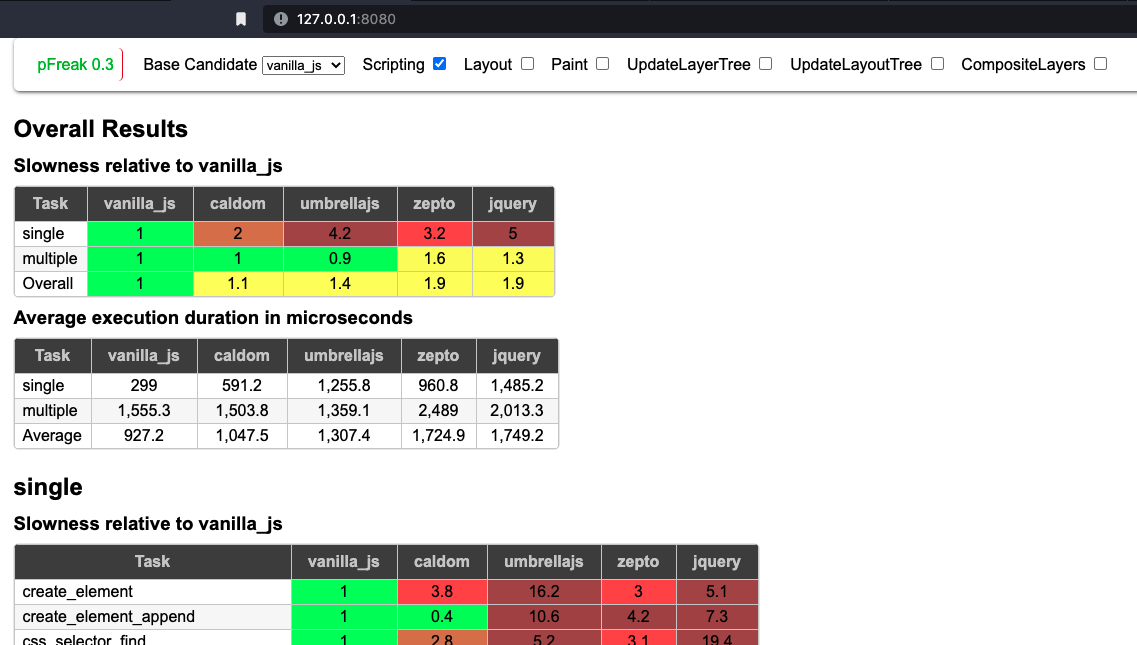 127.0.0.1:8080
pFreak 0.3 Base Candidate vanilla_js Scripting Layout Paint UpdateLayerTree UpdateLayoutTree CompositeLayers
Overall Results
Slowness relative to vanilla_js
Task vanilla_js caldom umbrellajs zepto jquery
single 1 2 4.2 3.2 5
multiple 1 1 0.9 1.6 1.3
Overall 1 1.1 1.4 1.9 1.9
Average execution duration in microseconds
Task vanilla_js caldom umbrellajs zepto jquery
single 299 591.2 1,255.8 960.8 1,485.2
multiple 1,555.3 1,503.8 1,359.1 2,489 2,013.3
Average 927.2 1,047.5 1,307.4 1,724.9 1,749.2
single
Slowness relative to vanilla_js
Task vanilla_js caldom umbrellajs zepto jquery
create_element 1 3.8 16.2 3 5.1
create_element_append 1 0.4 10.6 4.2 7.3
css_selector_find 1 2.8 5.2 3.1 19.4